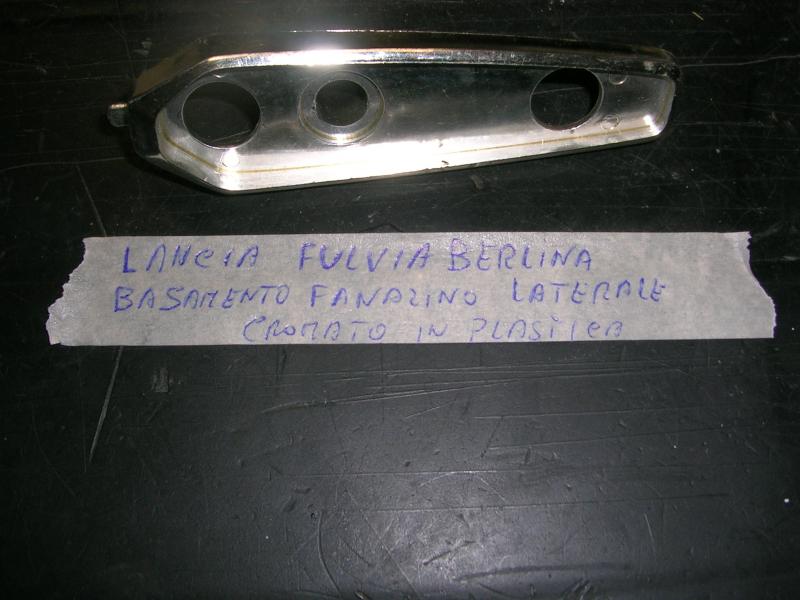 LANCIA FULVIA BERLINA
BASAMENTO FANALINO LATERALE
CROMATO IN PLASTICA